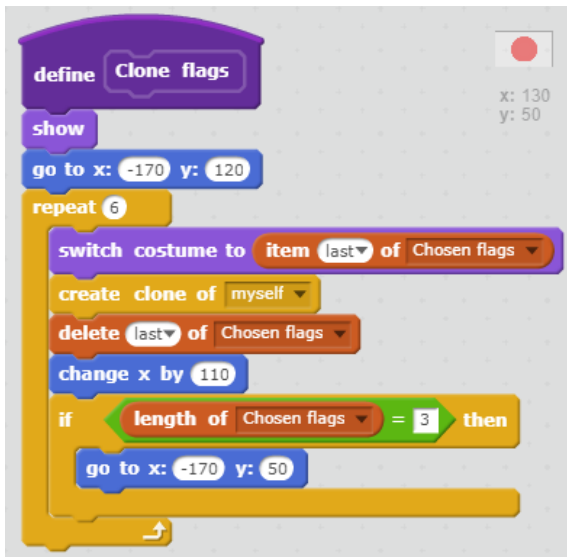 define Clone flags
x: 130
y: 50
show
go to x: -170 y: 120
repeat 6
switch costume to item last of Chosen flags
create clone of myself
delete last of Chosen flags
change x by 110
if length of Chosen flags = 3 then
go to x: -170 y: 50